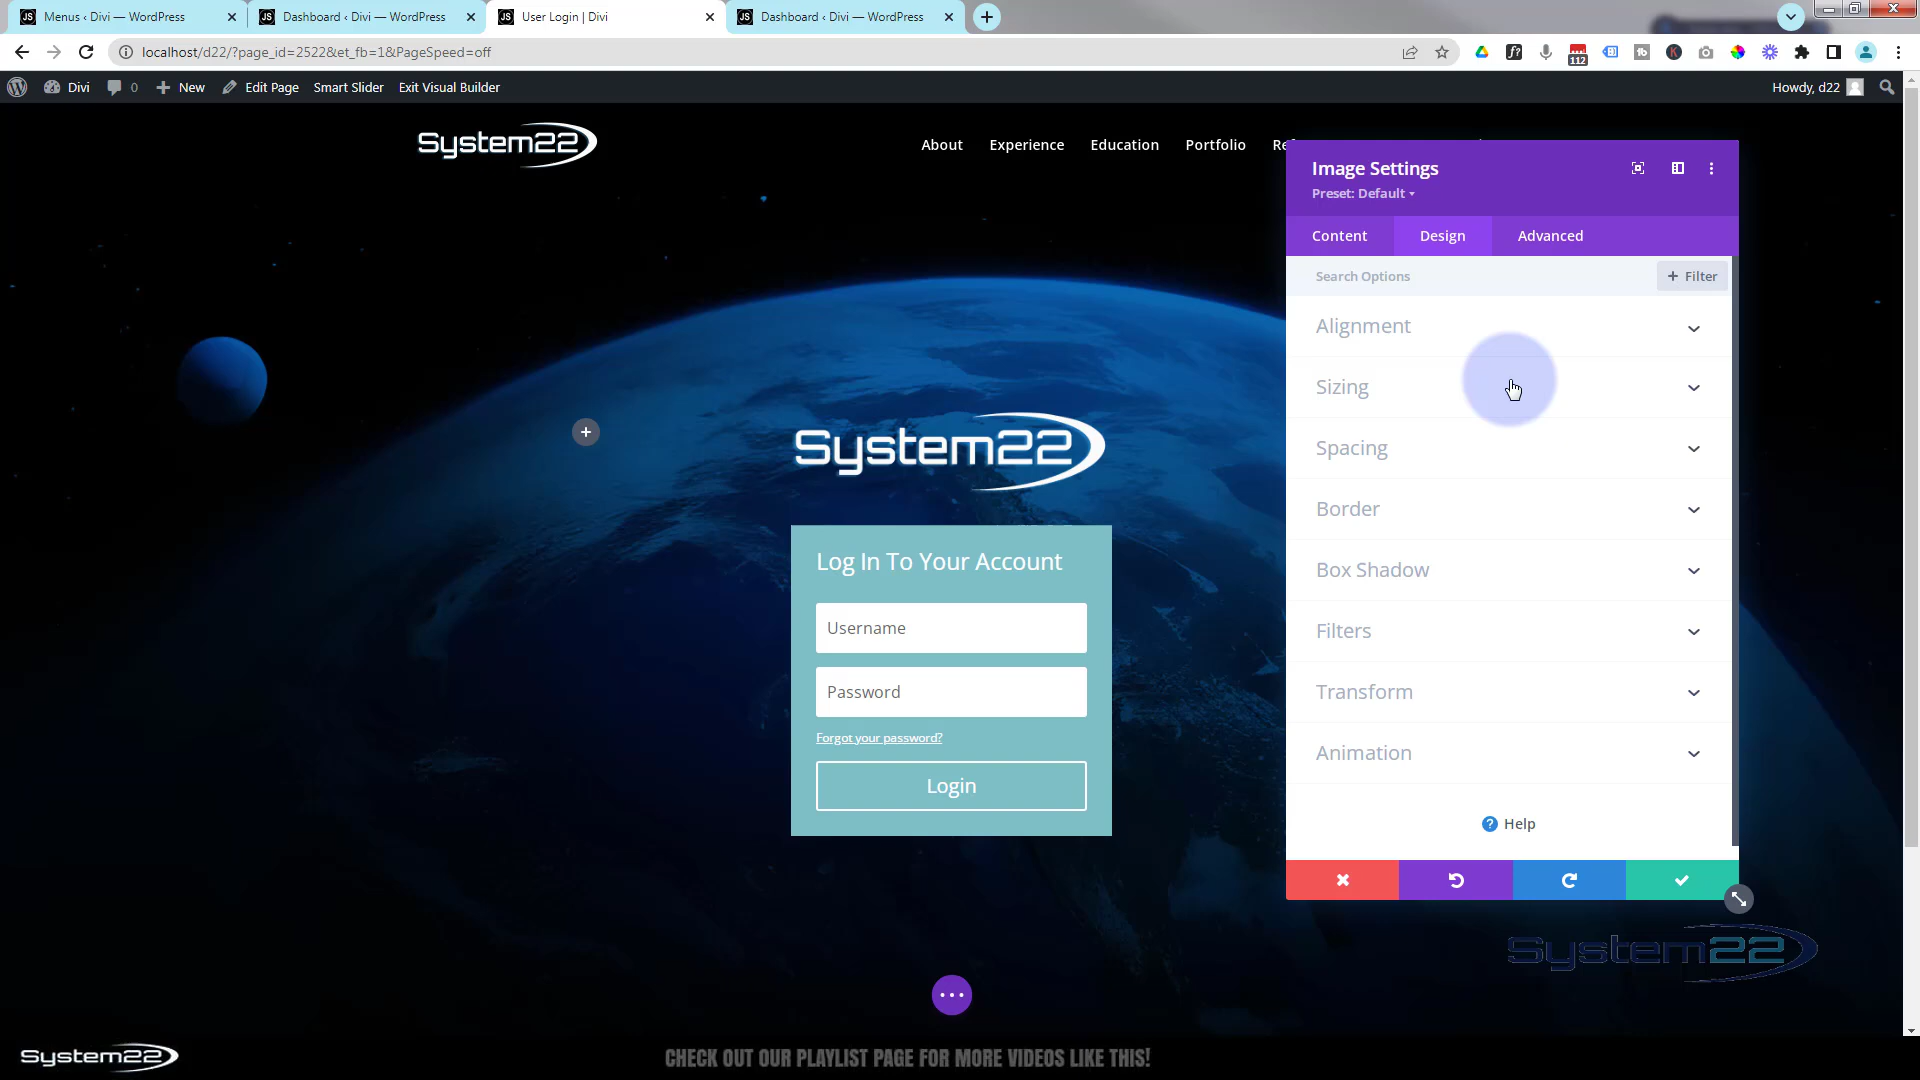 Menus ‹ Divi — WordPress
Dashboard ‹ Divi — WordPress
User Login | Divi
Dashboard ‹ Divi — WordPress
localhost/d22/?page_id=2522&et_fb=1&PageSpeed=off
112
Divi
0
New
Edit Page
Smart Slider
Exit Visual Builder
Howdy, d22
System22
About
Experience
Education
Portfolio
Image Settings
Preset: Default
Content
Design
Advanced
Search Options
+ Filter
Alignment
Sizing
Spacing
Border
Box Shadow
Filters
Transform
Animation
Help
System22
Log In To Your Account
Username
Password
Forgot your password?
Login
System22
System22
CHECK OUT OUR PLAYLIST PAGE FOR MORE VIDEOS LIKE THIS!